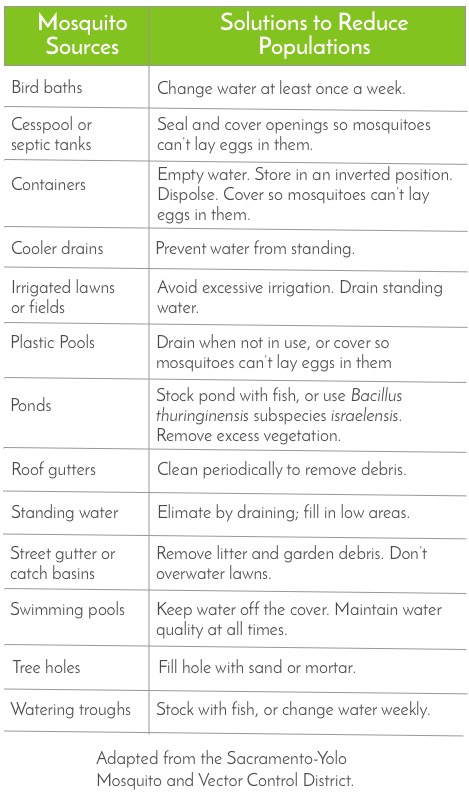 Mosquito Sources
Solutions to Reduce Populations
Bird baths
Change water at least once a week.
Cesspool or
septic tanks
Seal and cover openings so mosquitoes
can't lay eggs in them.
Containers
Empty water. Store in an inverted position.
Dispolse. Cover so mosquitoes can't lay
eggs in them.
Cooler drains
Prevent water from standing.
Irrigated lawns
or fields
Avoid excessive irrigation. Drain standing
water.
Plastic Pools
Drain when not in use, or cover so
mosquitoes can't lay eggs in them
Ponds
Stock pond with fish, or use Bacillus
thuringinensis subspecies israelensis.
Remove excess vegetation.
Roof gutters
Clean periodically to remove debris.
Standing water
Elimate by draining; fill in low areas.
Street gutter or
catch basins
Remove litter and garden debris. Don't
overwater lawns.
Swimming pools
Keep water off the cover. Maintain water
quality at all times.
Tree holes
Fill hole with sand or mortar.
Watering troughs
Stock with fish, or change water weekly.
Adapted from the Sacramento-Yolo
Mosquito and Vector Control District.